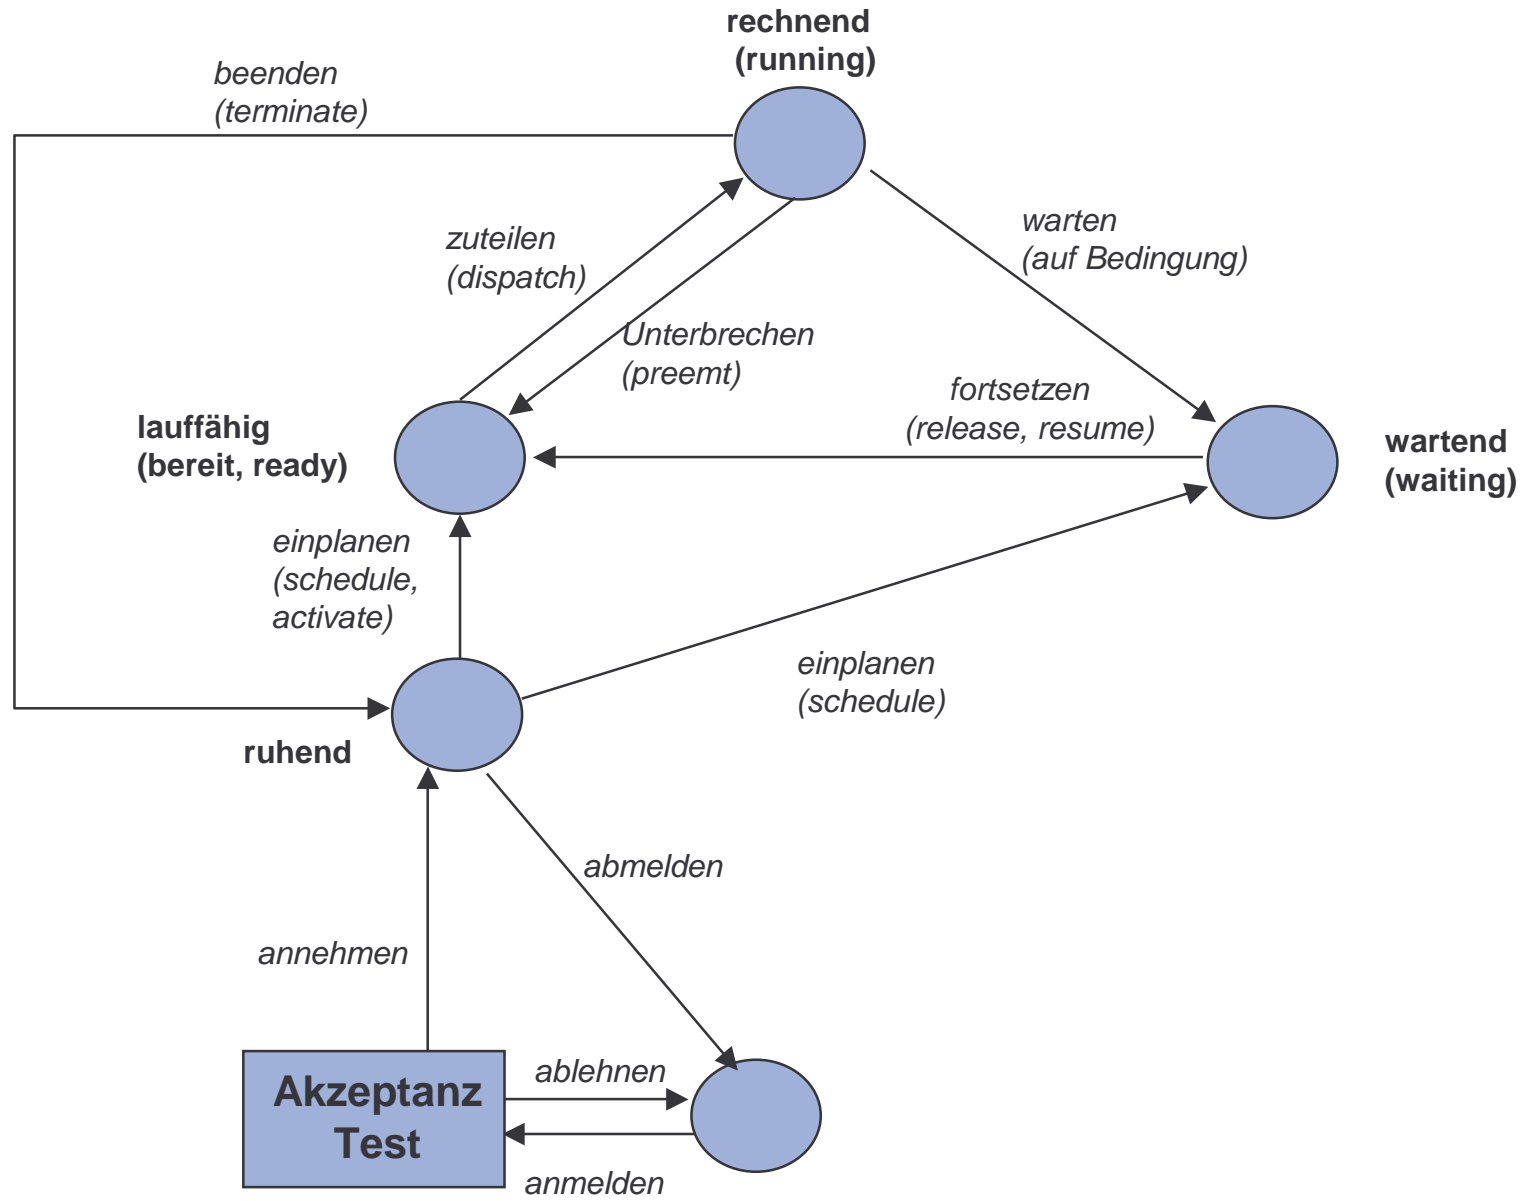 rechnend
(running)
beenden
(terminate)
zuteilen
(dispatch)
warten
(auf Bedingung)
Unterbrechen
(preemt)
fortsetzen
(release, resume)
lauffähig
(bereit, ready)
wartend
(waiting)
einplanen
(schedule,
activate)
einplanen
(schedule)
ruhend
abmelden
annehmen
Akzeptanz
Test
ablehnen
anmelden